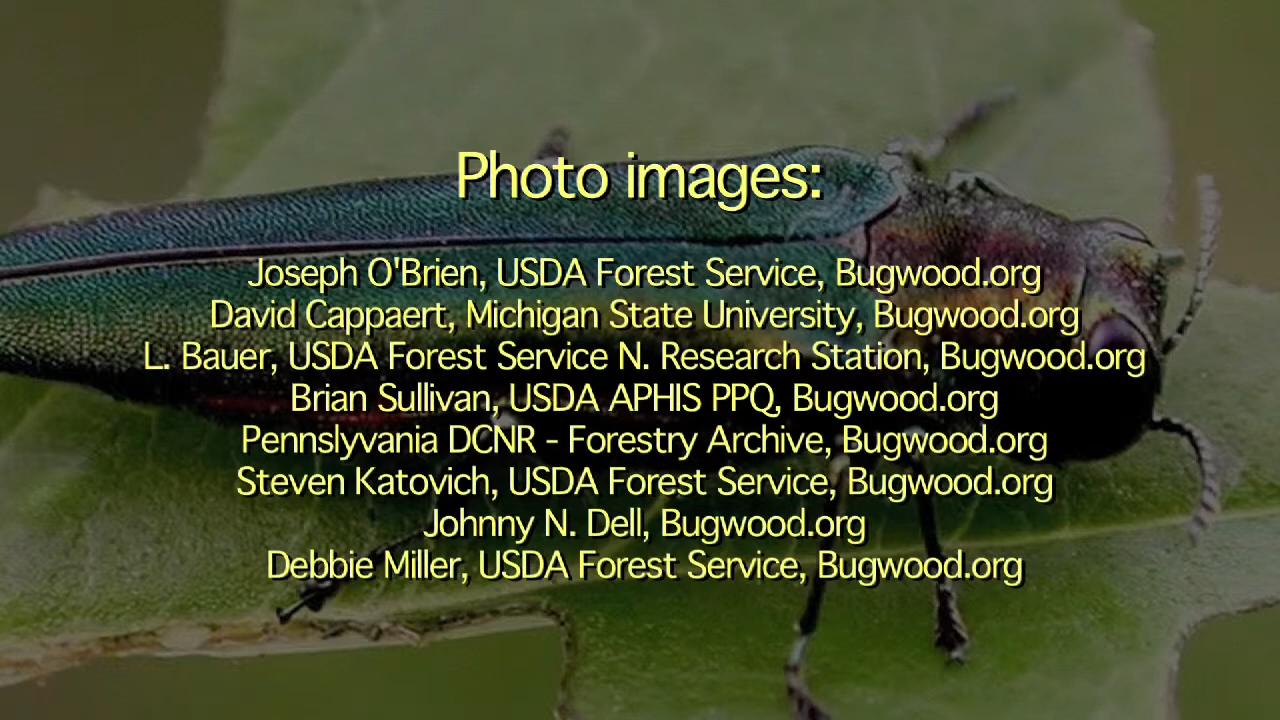 Photo images:
Joseph O'Brien, USDA Forest Service, Bugwood.org
David Cappaert, Michigan State University, Bugwood.org
L. Bauer, USDA Forest Service N. Research Station, Bugwood.org
Brian Sullivan, USDA APHIS PPQ, Bugwood.org
Pennslyvania DCNR - Forestry Archive, Bugwood.org
Steven Katovich, USDA Forest Service, Bugwood.org
Johnny N. Dell, Bugwood.org
Debbie Miller, USDA Forest Service, Bugwood.org